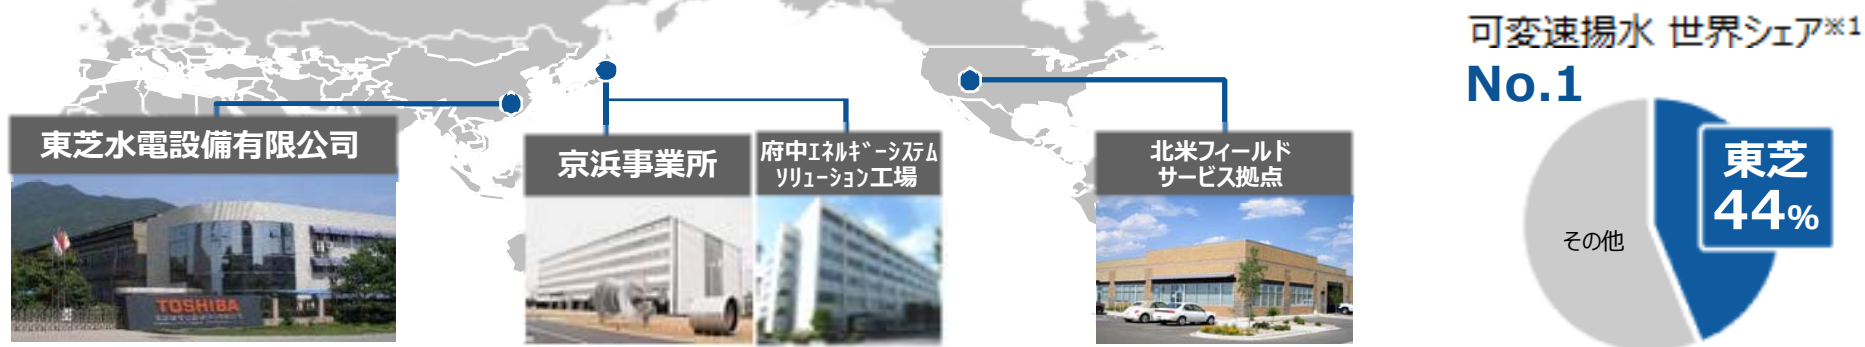 東芝水電設備有限公司
TOSHIBA
京浜事業所
府中ｴﾈﾙｷﾞｰｼｽﾃﾑ
ｿﾘｭｰｼｮﾝ工場
北米フィールド
サービス拠点
可変速揚水 世界シェア※1
No.1
東芝
44%
その他